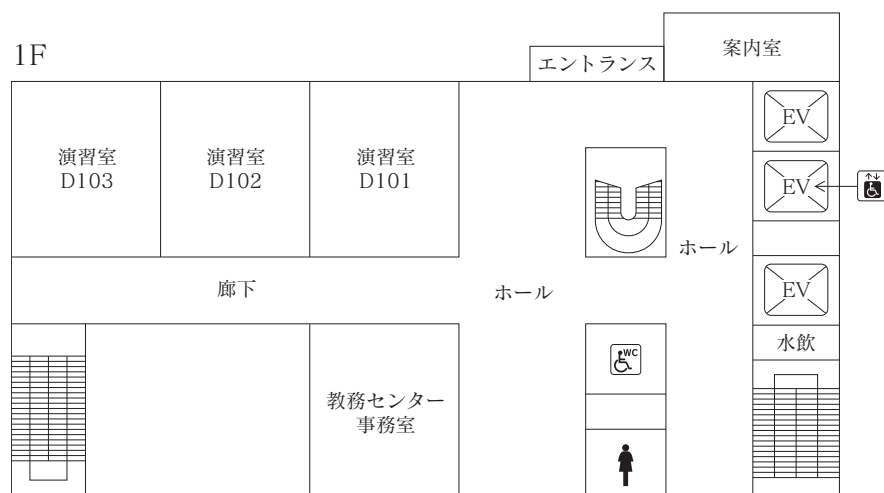 1F
エントランス
案内室
演習室
D103
演習室
D102
演習室
D101
EV
EV
ホール
EV
廊下
ホール
水飲
WC
教務センター
事務室